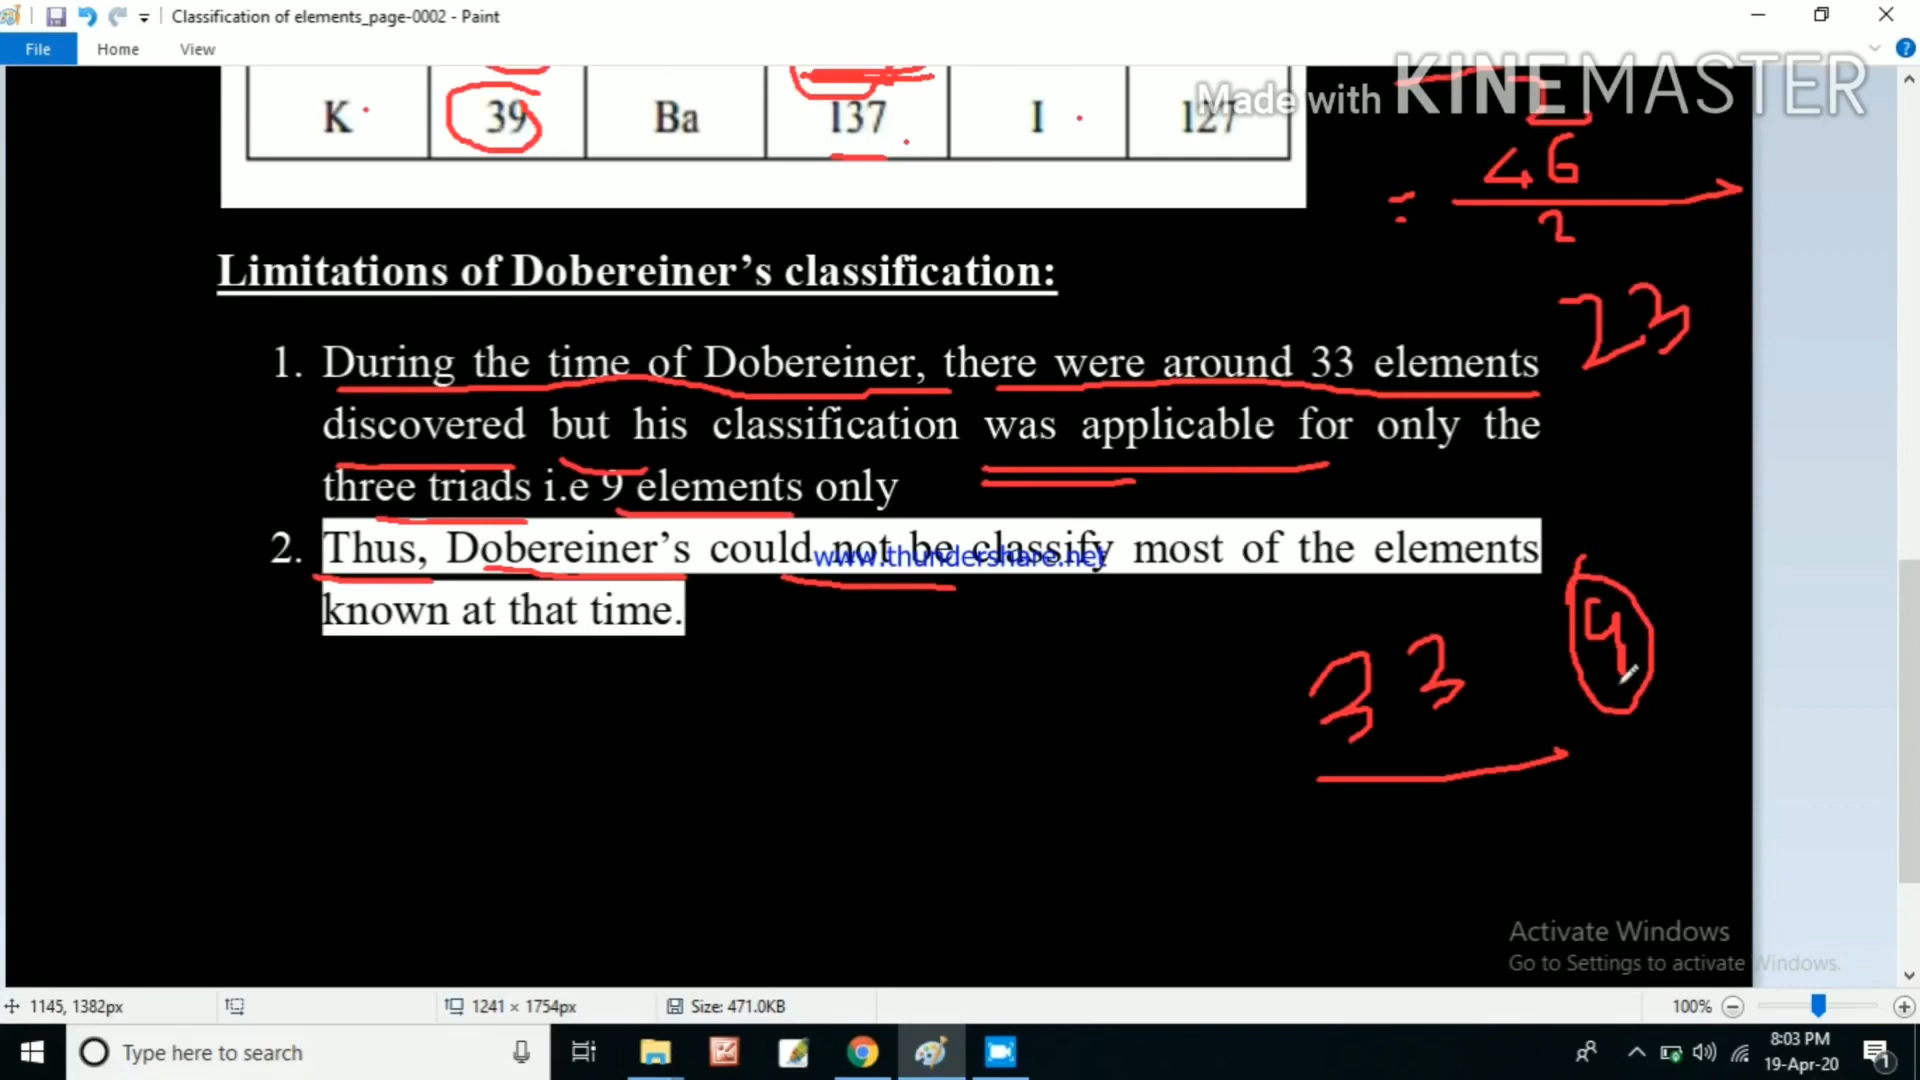 Classification of elements_page-0002 - Paint
File Home View
Made with KINEMASTER
K 39 Ba 137 I 127
= 46
2
23
Limitations of Dobereiner’s classification:
1. During the time of Dobereiner, there were around 33 elements
discovered but his classification was applicable for only the
three triads i.e 9 elements only
2. Thus, Dobereiner’s could not be classify most of the elements
www.thundershare.net
known at that time.
33 9
Activate Windows
Go to Settings to activate Windows.
1145, 1382px 1241 × 1754px Size: 471.0KB 100%
Type here to search
8:03 PM
19-Apr-20
1